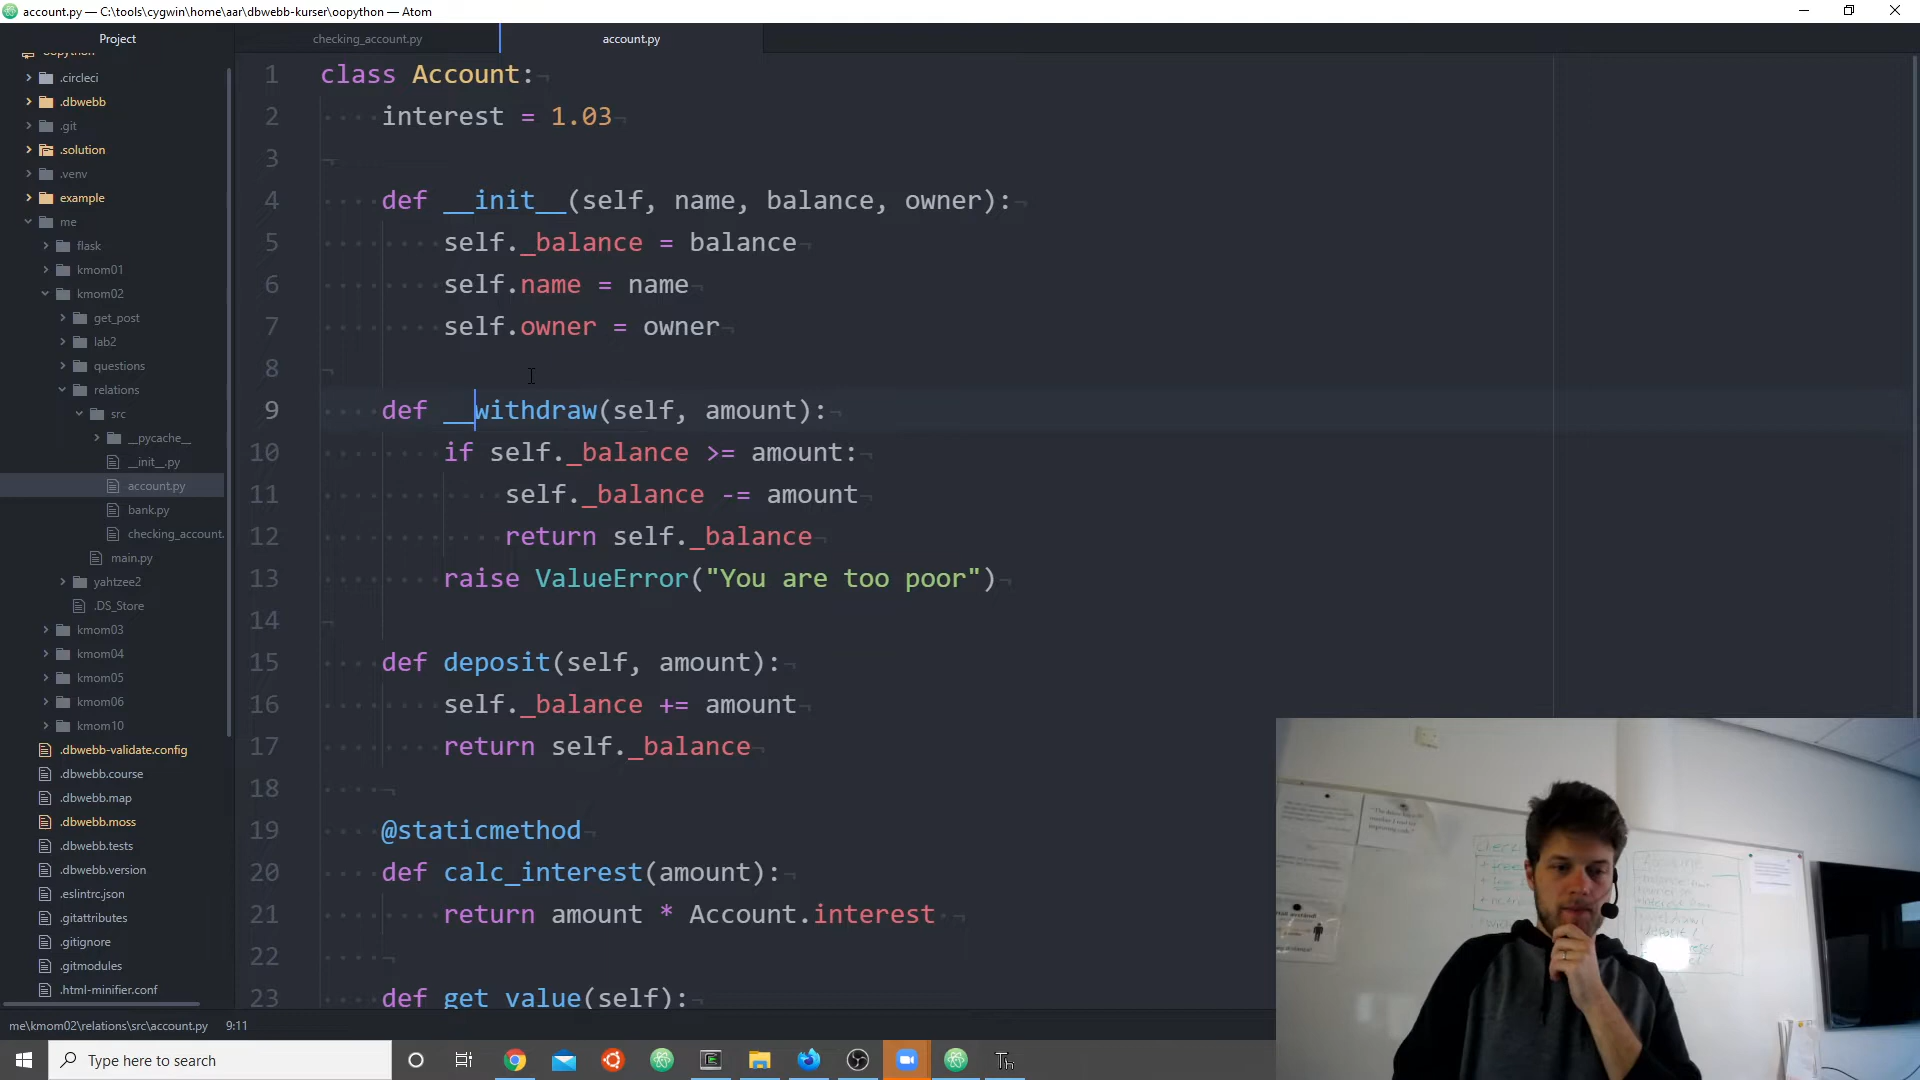 account.py — C:\tools\cygwin\home\aar\dbwebb-kurser\oopython — Atom
Project
checking_account.py
account.py
oopython
.circleci
.dbwebb
.git
.solution
.venv
example
me
flask
kmom01
kmom02
get_post
lab2
questions
relations
src
__pycache__
__init__.py
account.py
bank.py
checking_account.
main.py
yahtzee2
.DS_Store
kmom03
kmom04
kmom05
kmom06
kmom10
.dbwebb-validate.config
.dbwebb.course
.dbwebb.map
.dbwebb.moss
.dbwebb.tests
.dbwebb.version
.eslintrc.json
.gitattributes
.gitignore
.gitmodules
.html-minifier.conf
1 class Account:
2 interest = 1.03
3
4 def __init__(self, name, balance, owner):
5 self._balance = balance
6 self.name = name
7 self.owner = owner
8
9 def __withdraw(self, amount):
10 if self._balance >= amount:
11 self._balance -= amount
12 return self._balance
13 raise ValueError("You are too poor")
14
15 def deposit(self, amount):
16 self._balance += amount
17 return self._balance
18
19 @staticmethod
20 def calc_interest(amount):
21 return amount * Account.interest
22
23 def get_value(self):
me\kmom02\relations\src\account.py 9:11
Type here to search
Th